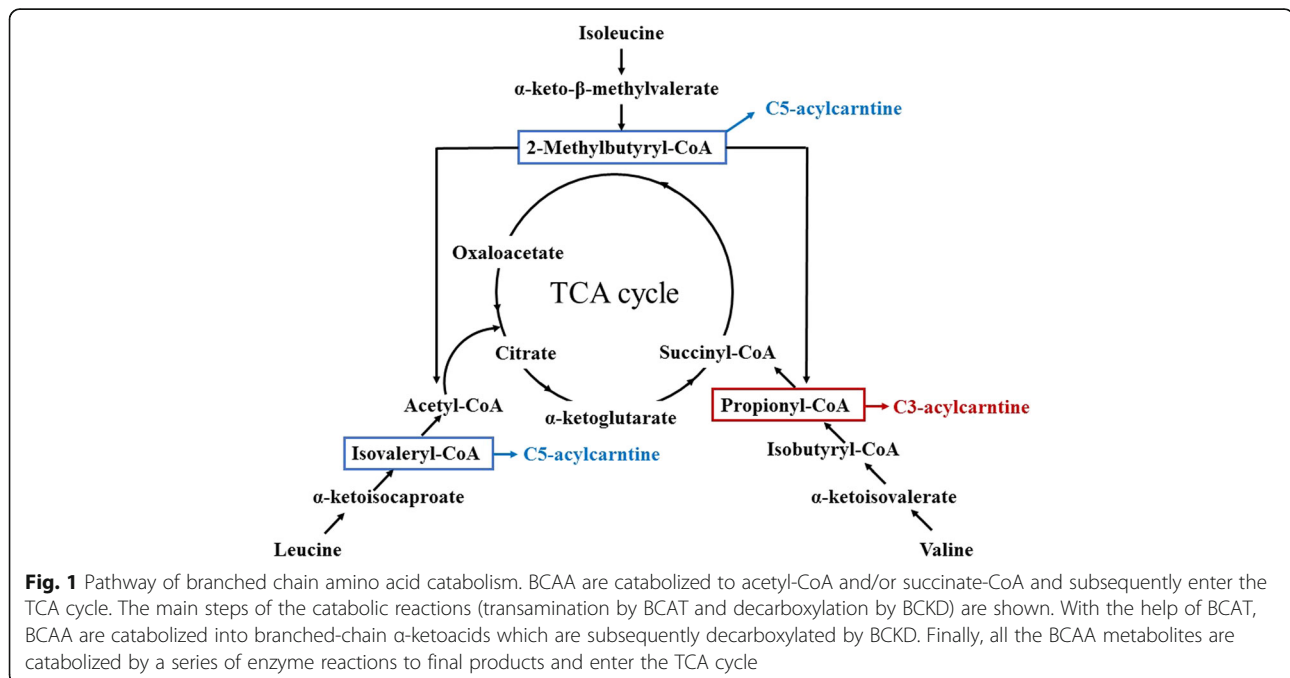 Isoleucine
α-keto-β-methylvalerate
C5-acylcarntine
2-Methylbutyryl-CoA
Oxaloacetate
TCA cycle
Citrate
Succinyl-CoA
Acetyl-CoA
α-ketoglutarate
Propionyl-CoA
C3-acylcarntine
Isovaleryl-CoA
C5-acylcarntine
Isobutyryl-CoA
α-ketoisocaproate
α-ketoisovalerate
Leucine
Valine
Fig. 1 Pathway of branched chain amino acid catabolism. BCAA are catabolized to acetyl-CoA and/or succinate-CoA and subsequently enter the
TCA cycle. The main steps of the catabolic reactions (transamination by BCAT and decarboxylation by BCKD) are shown. With the help of BCAT,
BCAA are catabolized into branched-chain α-ketoacids which are subsequently decarboxylated by BCKD. Finally, all the BCAA metabolites are
catabolized by a series of enzyme reactions to final products and enter the TCA cycle